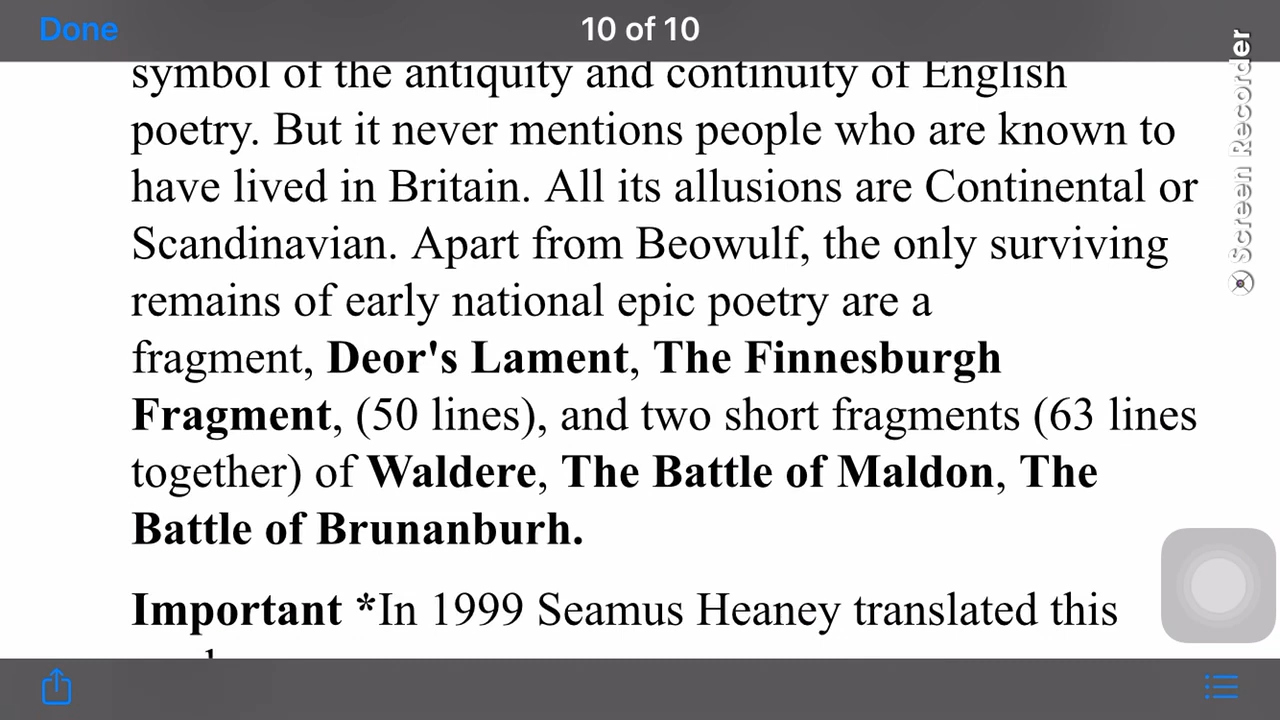 Done
10 of 10
symbol of the antiquity and continuity of English
poetry. But it never mentions people who are known to
have lived in Britain. All its allusions are Continental or
Scandinavian. Apart from Beowulf, the only surviving
remains of early national epic poetry are a
fragment, Deor's Lament, The Finnesburgh
Fragment, (50 lines), and two short fragments (63 lines
together) of Waldere, The Battle of Maldon, The
Battle of Brunanburh.
Important *In 1999 Seamus Heaney translated this
Screen Recorder